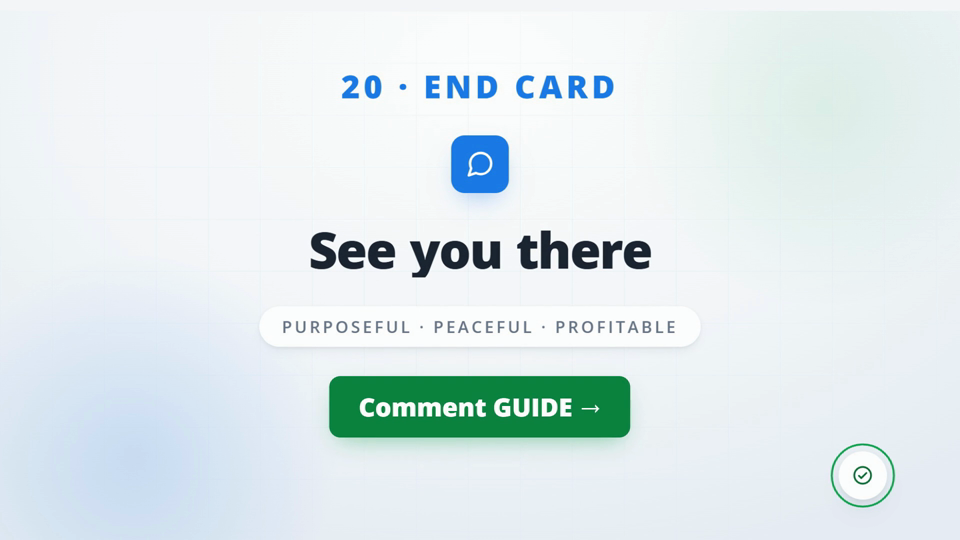 20 · END CARD
See you there
PURPOSEFUL · PEACEFUL · PROFITABLE
Comment GUIDE →